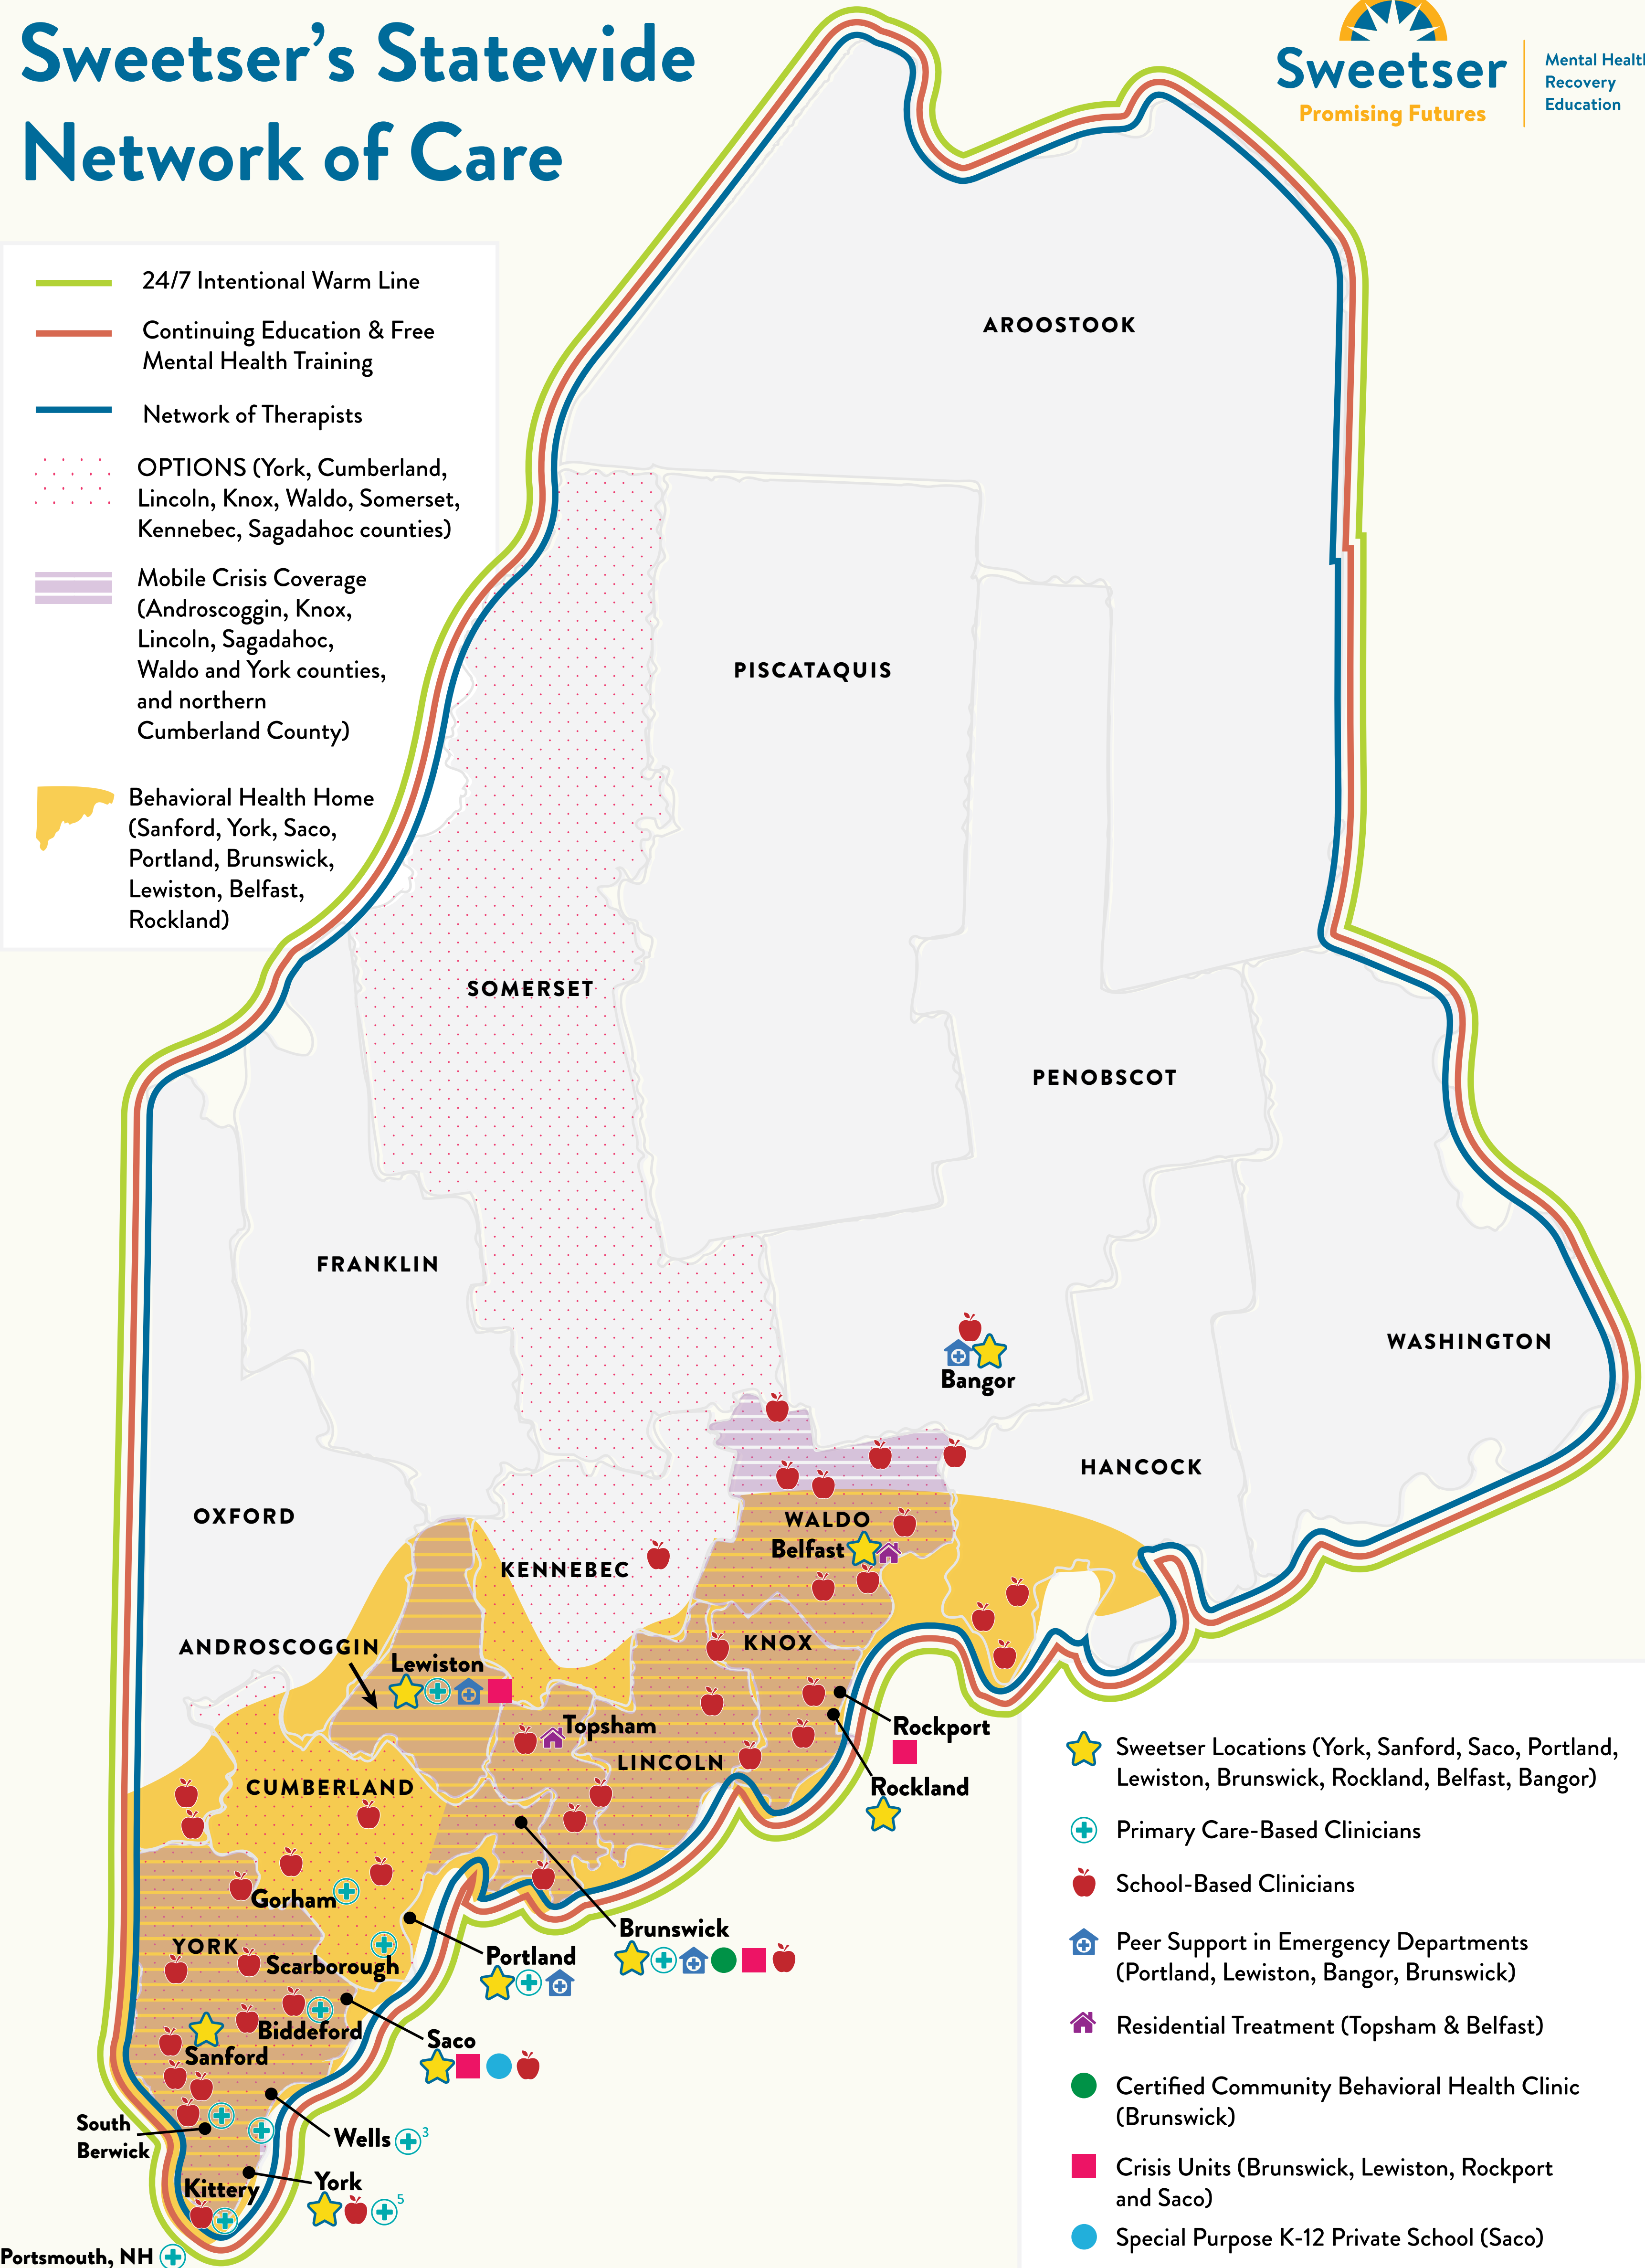 Sweetser's Statewide
Network of Care
Sweetser
Promising Futures
Recovery
Education
24/7 Intentional Warm Line
Continuing Education & Free
Mental Health Training
Network of Therapists
OPTIONS (York, Cumberland,
Lincoln, Knox, Waldo, Somerset,
Kennebec, Sagadahoc counties)
Mobile Crisis Coverage
(Androscoggin, Knox,
Lincoln, Sagadahoc,
Waldo and York counties,
and northern
Cumberland County)
Behavioral Health Home
(Sanford, York, Saco,
Portland, Brunswick,
Lewiston, Belfast,
Rockland)
AROOSTOOK
PISCATAQUIS
SOMERSET
PENOBSCOT
FRANKLIN
WASHINGTON
Bangor
HANCOCK
OXFORD
WALDO
Belfast
KENNEBEC
KNOX
ANDROSCOGGIN
Lewiston
Topsham
Rockport
LINCOLN
Rockland
CUMBERLAND
Gorham
Brunswick
YORK
Portland
Scarborough
Biddeford
Saco
Sanford
South
Berwick
Wells 3
York 5
Kittery
Portsmouth, NH
Sweetser Locations (York, Sanford, Saco, Portland,
Lewiston, Brunswick, Rockland, Belfast, Bangor)
Primary Care-Based Clinicians
School-Based Clinicians
Peer Support in Emergency Departments
(Portland, Lewiston, Bangor, Brunswick)
Residential Treatment (Topsham & Belfast)
Certified Community Behavioral Health Clinic
(Brunswick)
Crisis Units (Brunswick, Lewiston, Rockport
and Saco)
Special Purpose K-12 Private School (Saco)